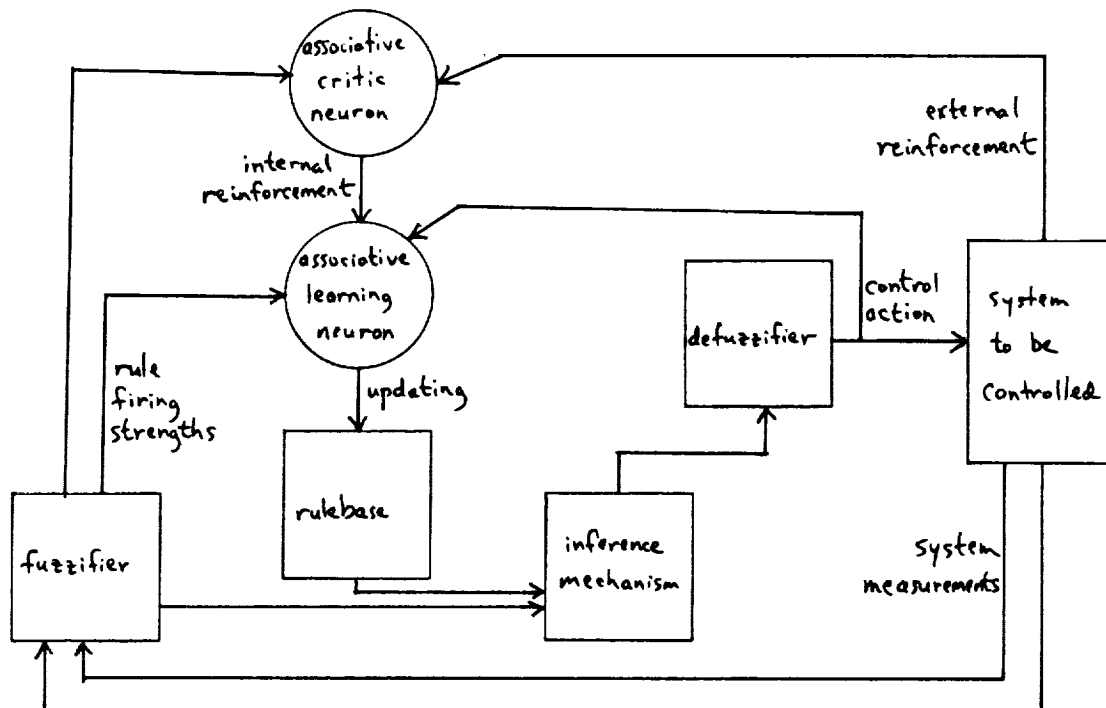 associative
critic
neuron
external
reinforcement
internal
reinforcement
associative
learning
neuron
control
action
system
to be
controlled
defuzzifier
rule
firing
strengths
updating
rulebase
fuzzifier
inference
mechanism
system
measurements